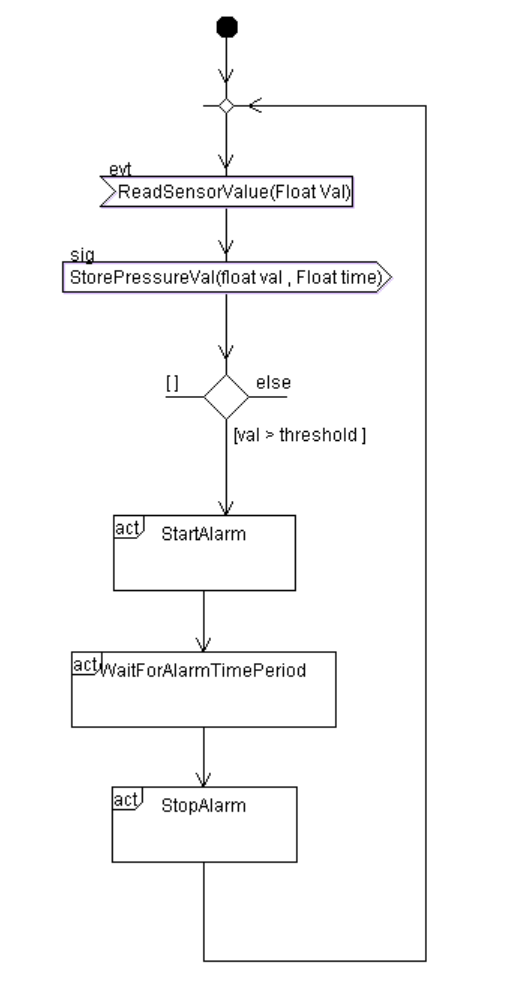 evt
ReadSensorValue(Float Val)
sig
StorePressureVal(float val , Float time)
[ ]
else
[val > threshold ]
act
StartAlarm
act
WaitForAlarmTimePeriod
act
StopAlarm